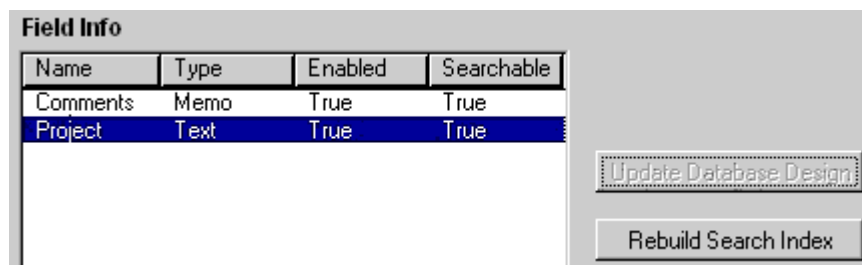 Field Info
Name Type Enabled Searchable
Comments Memo True True
Project Text True True
Update Database Design
Rebuild Search Index